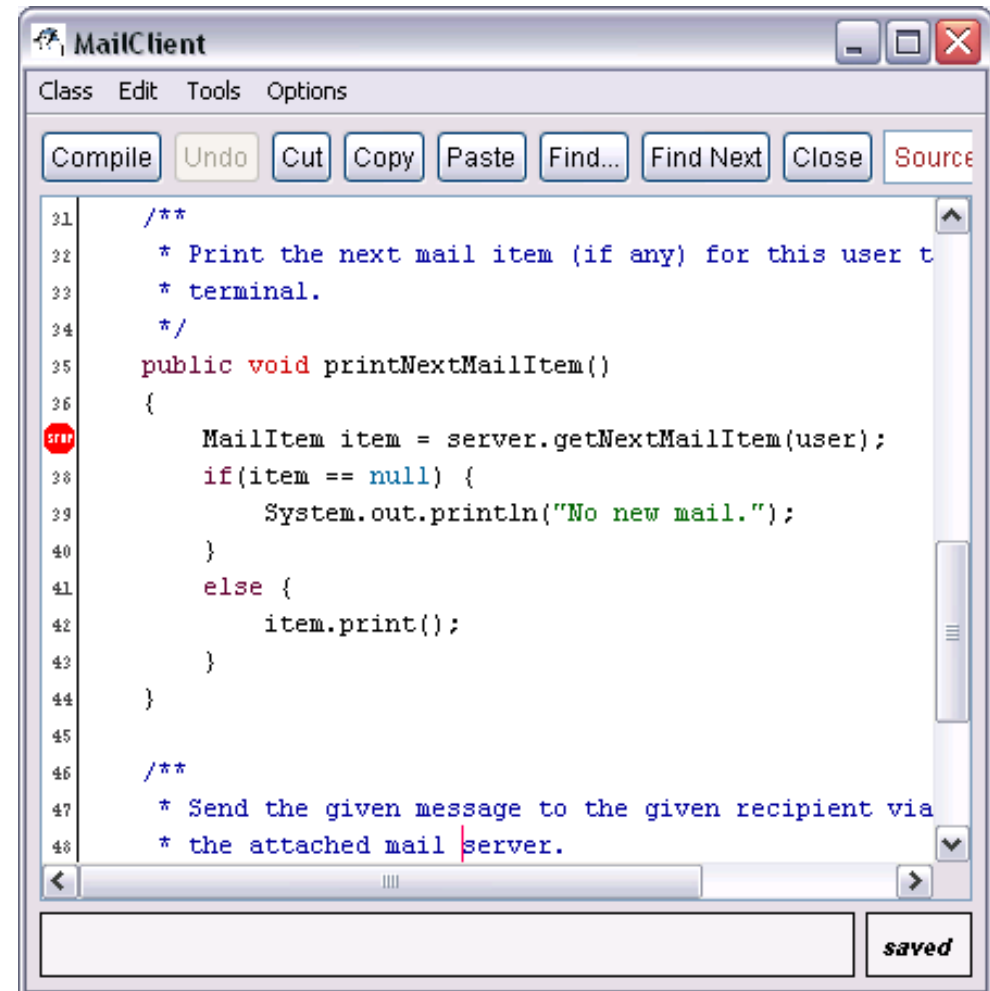 MailClient
Class Edit Tools Options
Compile Undo Cut Copy Paste Find... Find Next Close Source
31 /**
32 * Print the next mail item (if any) for this user t
33 * terminal.
34 */
35 public void printNextMailItem()
36 {
STOP MailItem item = server.getNextMailItem(user);
38 if(item == null) {
39 System.out.println("No new mail.");
40 }
41 else {
42 item.print();
43 }
44 }
45
46 /**
47 * Send the given message to the given recipient via
48 * the attached mail server.
saved